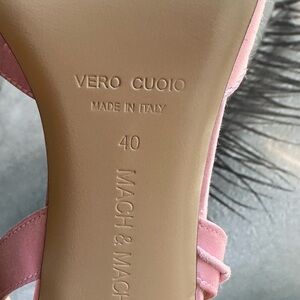 VERO CUOIO
MADE IN ITALY
40
MACH & MACH